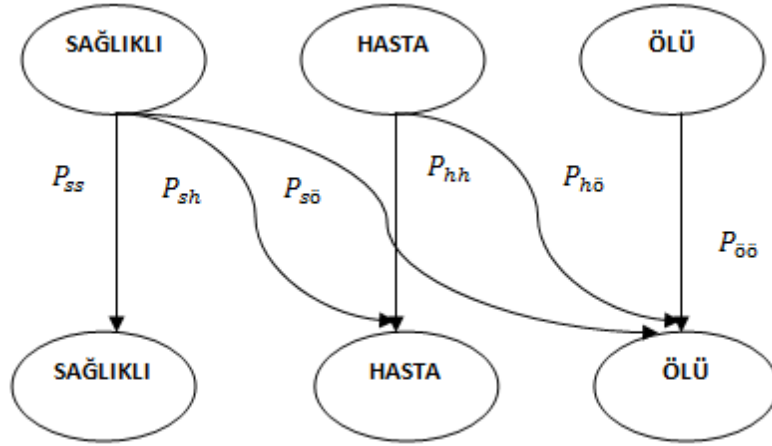 SAĞLIKLI HASTA ÖLÜ
P_ss P_sh P_sö P_hh P_hö P_öö
SAĞLIKLI HASTA ÖLÜ